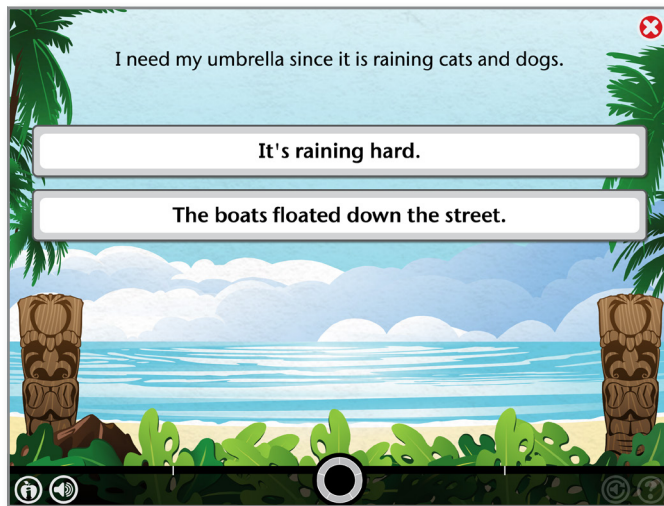 I need my umbrella since it is raining cats and dogs.
It's raining hard.
The boats floated down the street.